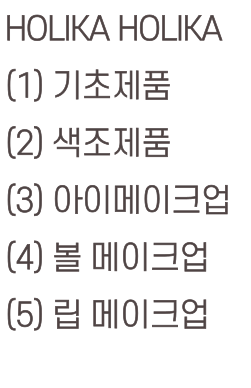 HOLIKA HOLIKA
(1) 기초제품
(2) 색조제품
(3) 아이메이크업
(4) 볼 메이크업
(5) 립 메이크업